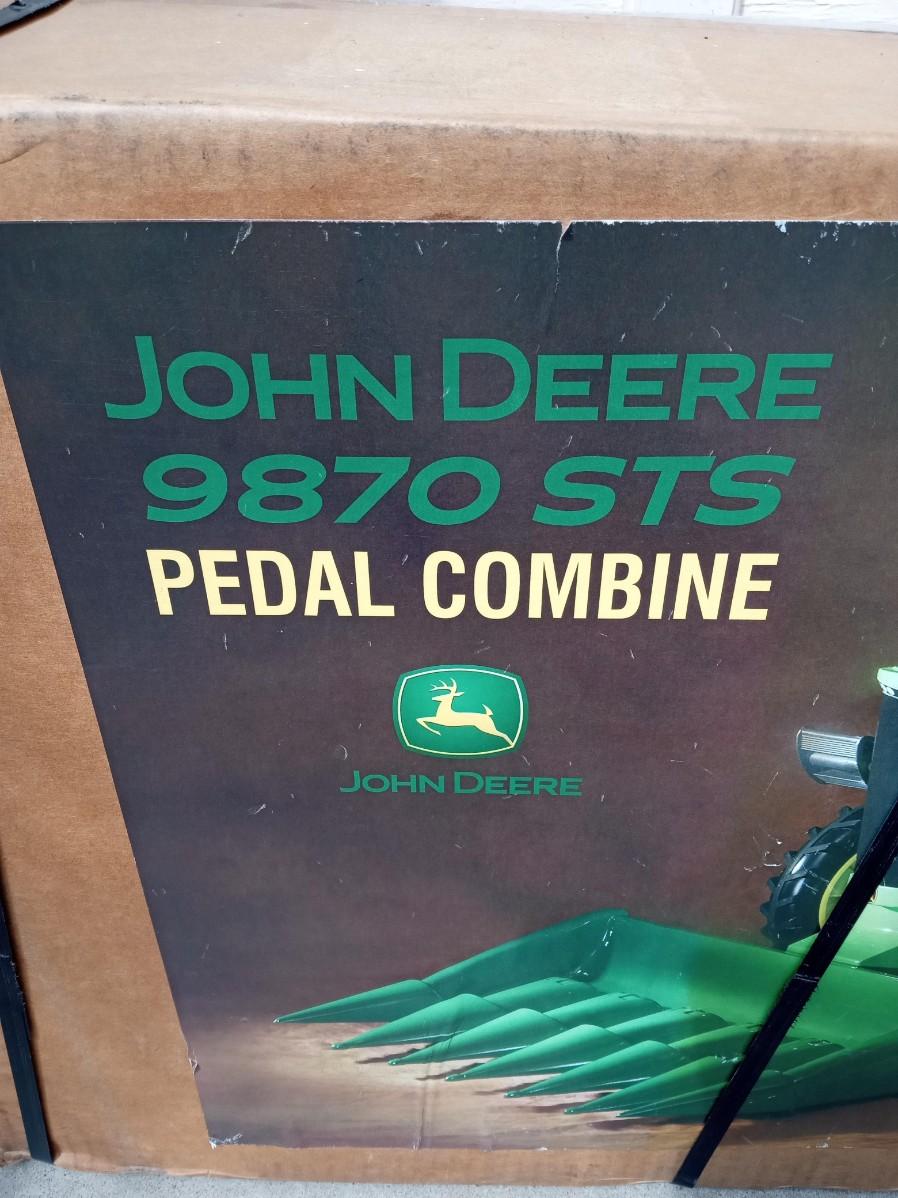 JOHN DEERE
9870 STS
PEDAL COMBINE
JOHN DEERE